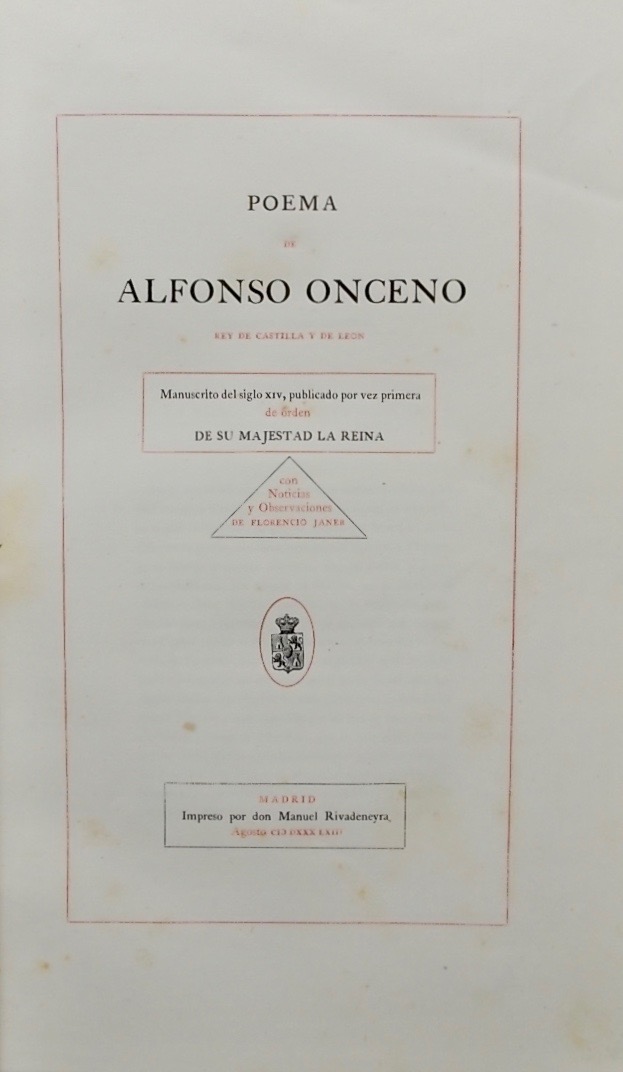 POEMA
DE
ALFONSO ONCENO
REY DE CASTILLA Y DE LEON
Manuscrito del siglo XIV, publicado por vez primera
de órden
DE SU MAJESTAD LA REINA
con
Noticias
y Observaciones
DE FLORENCIO JANER
MADRID
Impreso por don Manuel Rivadeneyra,
Agosto